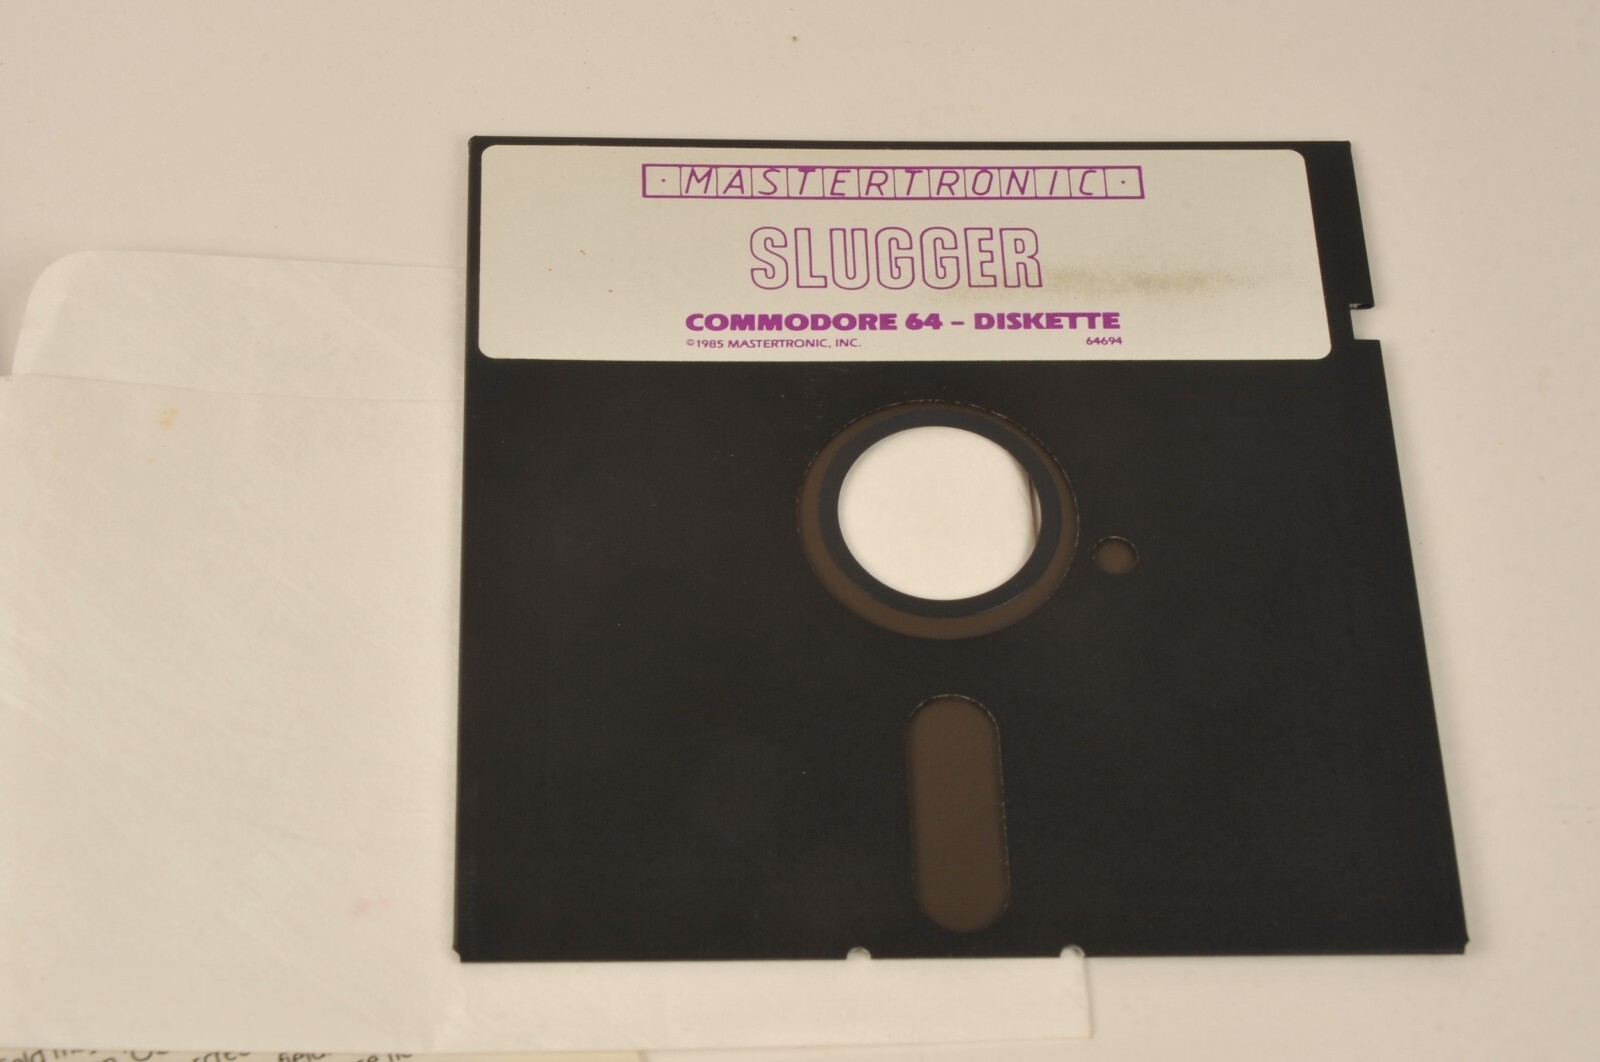 MASTERTRONIC
SLUGGER
COMMODORE 64 - DISKETTE
©1985 MASTERTRONIC, INC. 64694